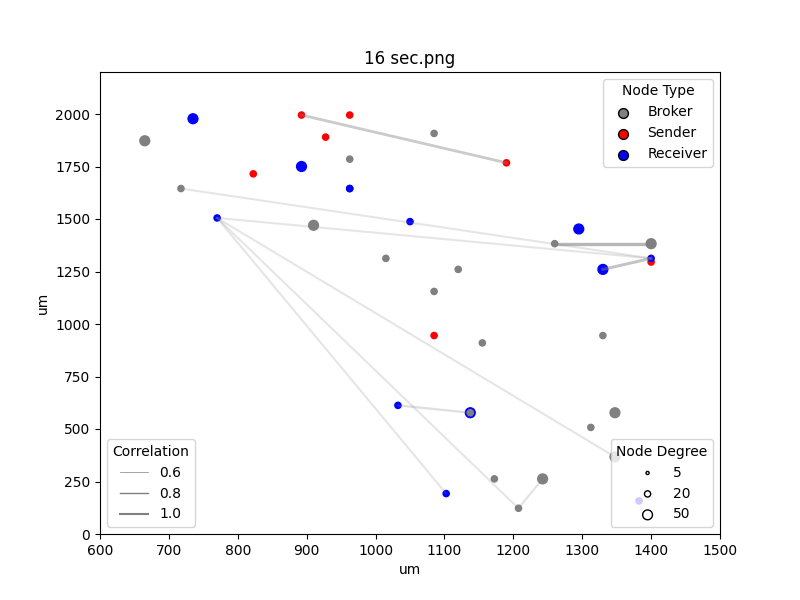 16 sec.png
um
2000
1750
1500
1250
1000
750
500
250
0
600
700
800
900
1000
1100
1200
1300
1400
1500
um
Node Type
Broker
Sender
Receiver
Correlation
0.6
0.8
1.0
Node Degree
5
20
50